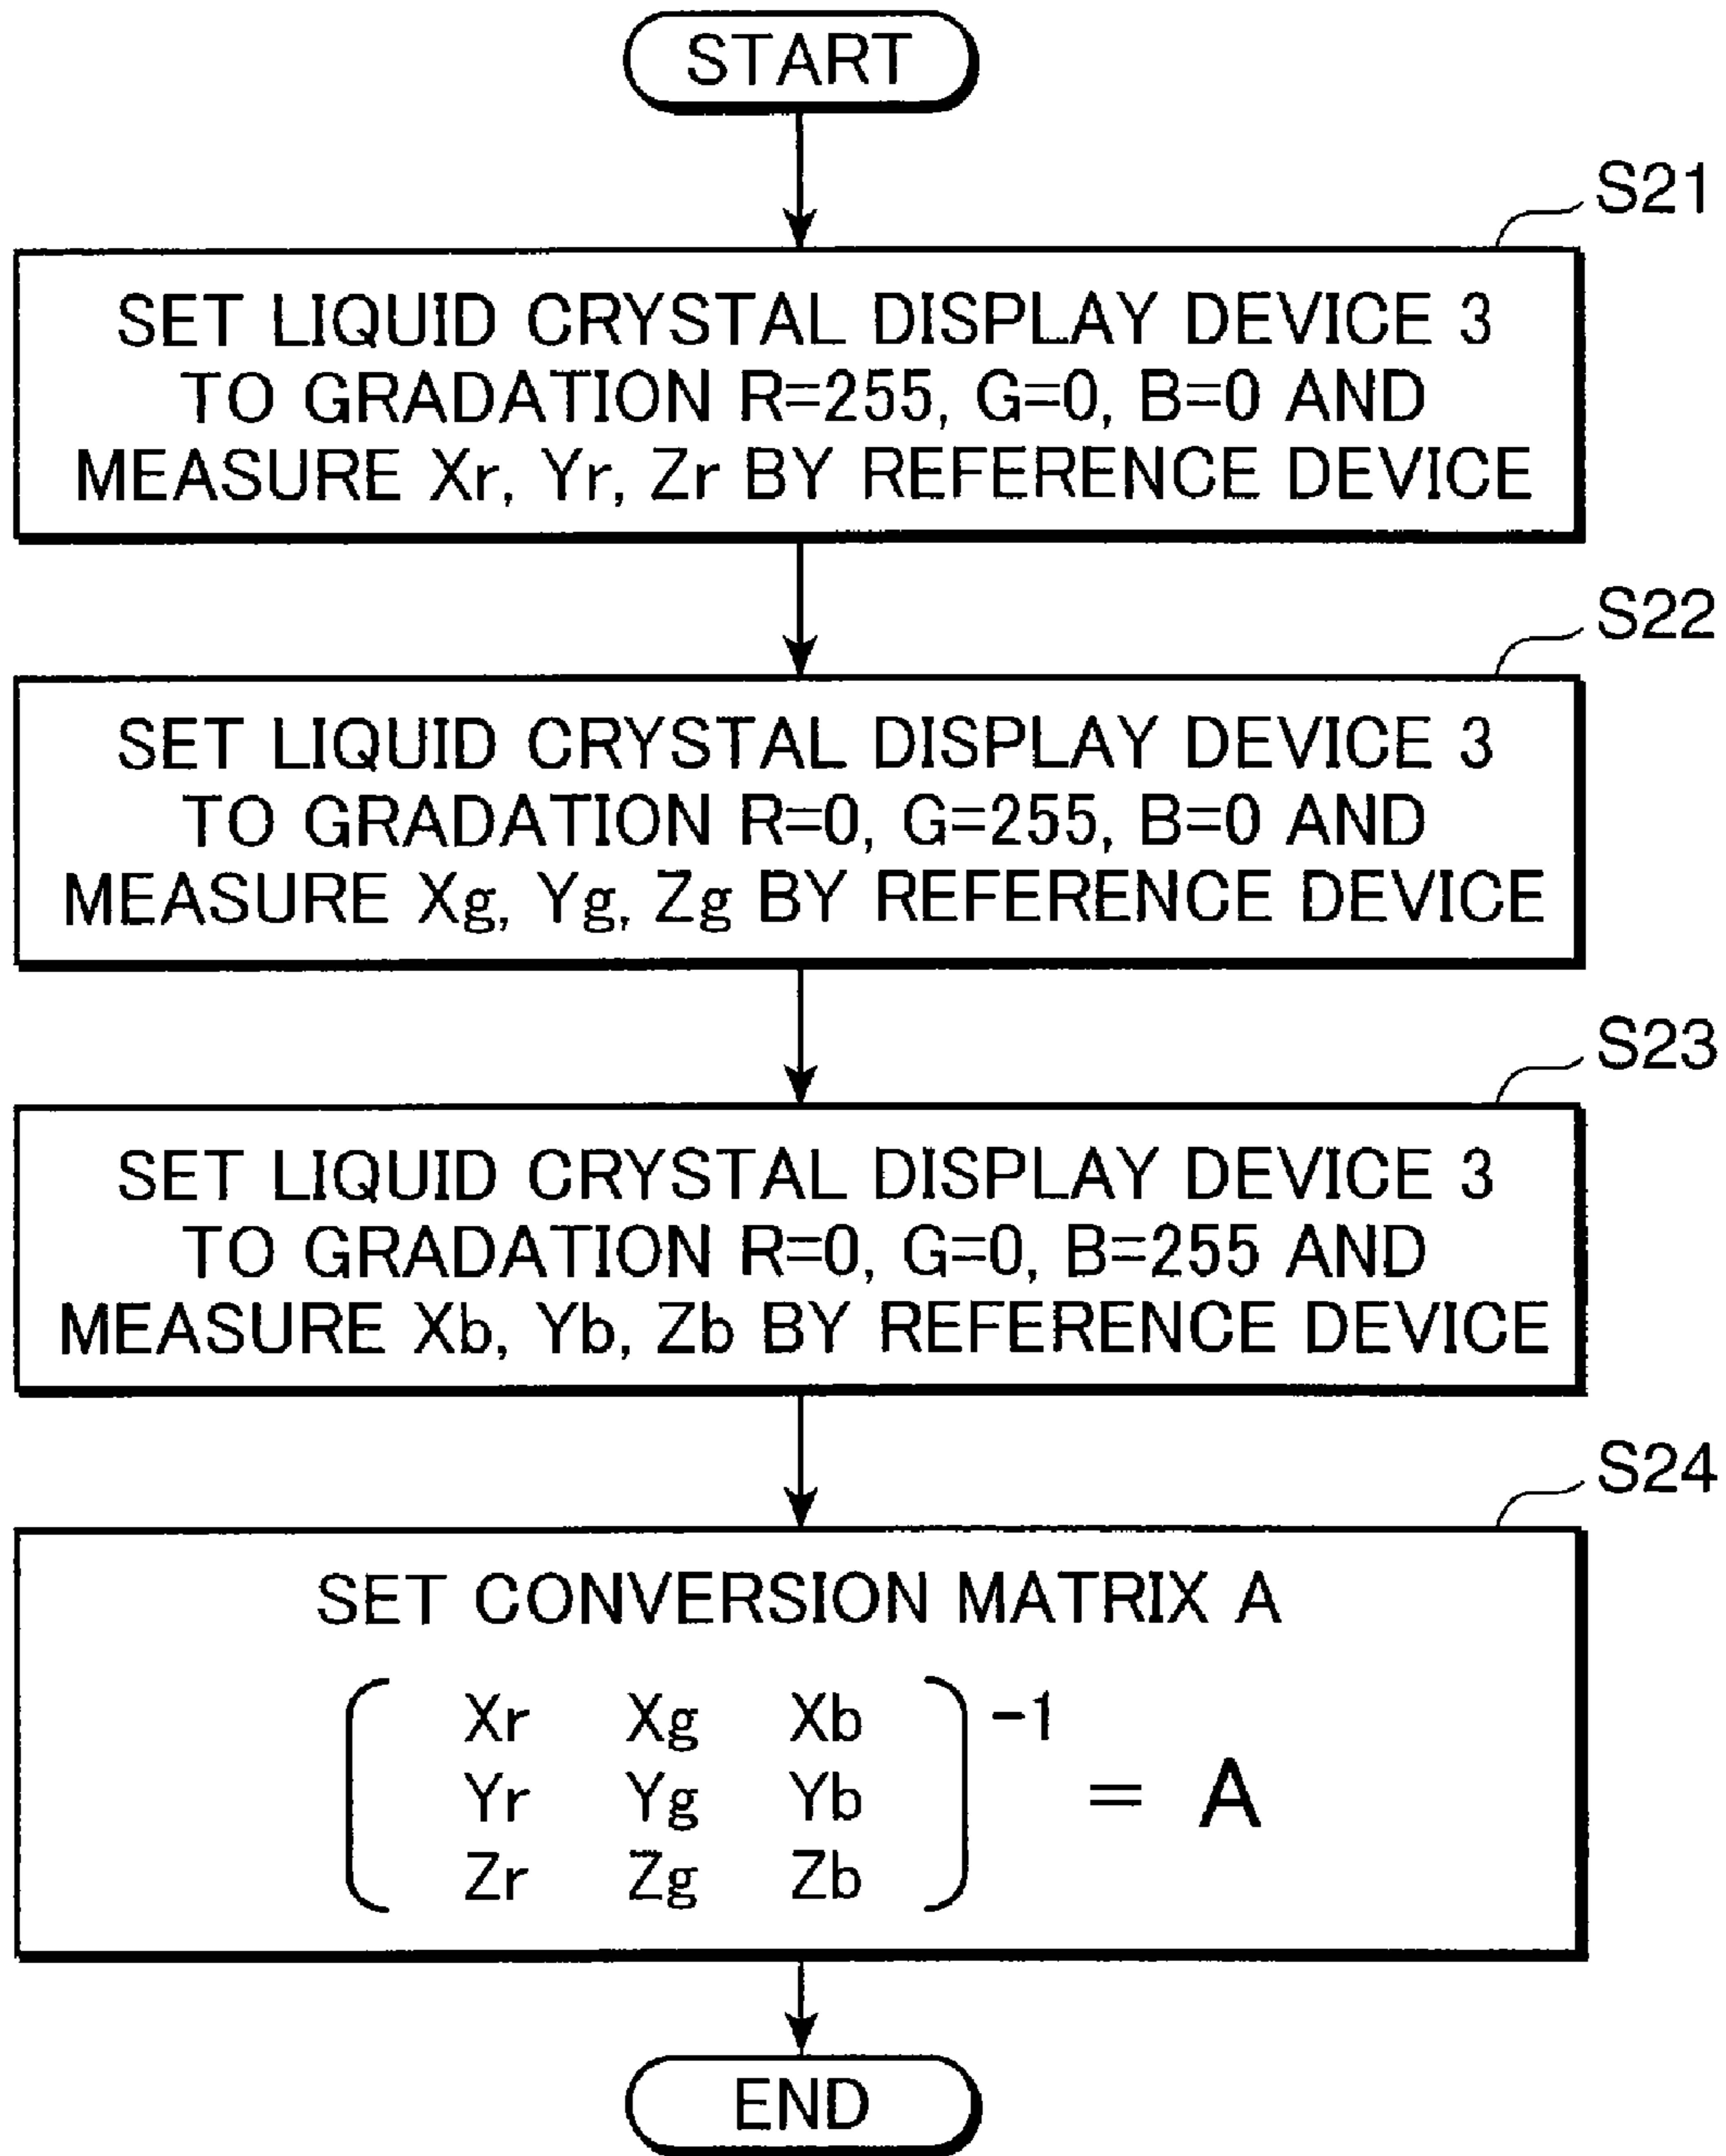 START
S21
SET LIQUID CRYSTAL DISPLAY DEVICE 3
TO GRADATION R=255, G=0, B=0 AND
MEASURE Xr, Yr, Zr BY REFERENCE DEVICE
S22
SET LIQUID CRYSTAL DISPLAY DEVICE 3
TO GRADATION R=0, G=255, B=0 AND
MEASURE Xg, Yg, Zg BY REFERENCE DEVICE
S23
SET LIQUID CRYSTAL DISPLAY DEVICE 3
TO GRADATION R=0, G=0, B=255 AND
MEASURE Xb, Yb, Zb BY REFERENCE DEVICE
S24
SET CONVERSION MATRIX A
Xr Xg Xb -1
Yr Yg Yb = A
Zr Zg Zb
END